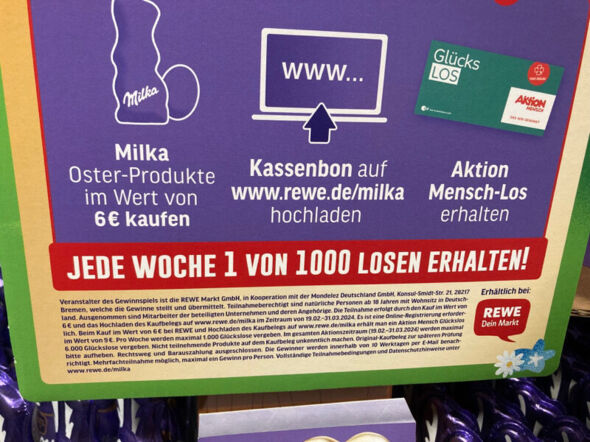 Milka
www...
Glücks
LOS
AKTION
MENSCH
Milka
Oster-Produkte
im Wert von
6€ kaufen
Kassenbon auf
www.rewe.de/milka
hochladen
Aktion
Mensch-Los
erhalten
JEDE WOCHE 1 VON 1000 LOSEN ERHALTEN!
Veranstalter des Gewinnspiels ist die REWE Markt GmbH, in Kooperation mit der Mondelez Deutschland GmbH, Konsul-Smidt-Str. 21, 28217
Bremen, welche die Gewinne stellt und übermittelt. Teilnahmeberechtigt sind natürliche Personen ab 18 Jahren mit Wohnsitz in Deutsch-
land. Ausgenommen sind Mitarbeiter der beteiligten Unternehmen und deren Angehörige. Die Teilnahme erfolgt durch den Kauf im Wert von
6 € und das Hochladen des Kaufbelegs auf www.rewe.de/milka im Zeitraum von 19.02.-31.03.2024. Es ist eine Online-Registrierung erforder-
lich. Beim Kauf im Wert von 6€ bei REWE und Hochladen des Kaufbelegs auf www.rewe.de/milka erhält man ein Aktion Mensch Glückslos
im Wert von 9€. Pro Woche werden maximal 1.000 Glückslose vergeben. Im gesamten Aktionszeitraum (19.02.-31.03.2024) werden maximal
6.000 Glückslose vergeben. Nicht teilnehmende Produkte auf dem Kaufbeleg unkenntlich machen. Original-Kaufbeleg zur späteren Prüfung
bitte aufheben. Rechtsweg und Barauszahlung ausgeschlossen. Die Gewinner werden innerhalb von 10 Werktagen per E-Mail benach-
richtigt. Mehrfachteilnahme möglich, maximal ein Gewinn pro Person. Vollständige Teilnahmebedingungen und Datenschutzhinweise unter
www.rewe.de/milka
Erhältlich bei:
REWE
Dein Markt